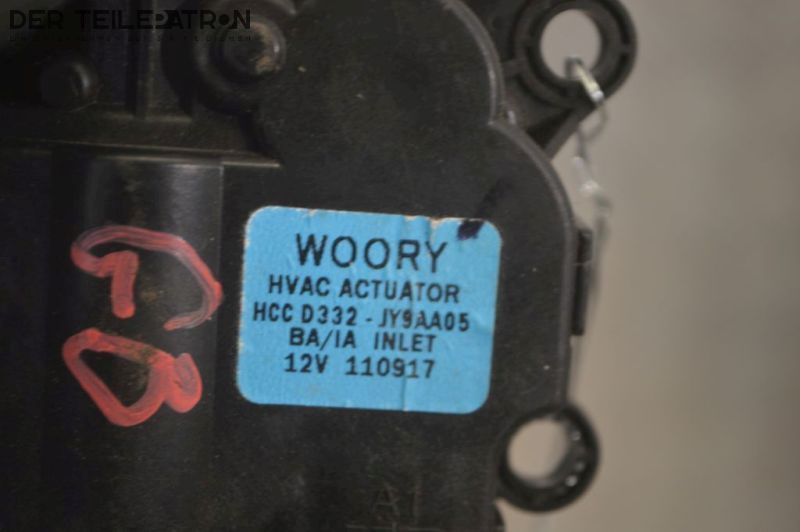 DER TEILEPATRON
WOORY
HVAC ACTUATOR
HCC D332 - JY9AA05
BA/IA INLET
12V 110917